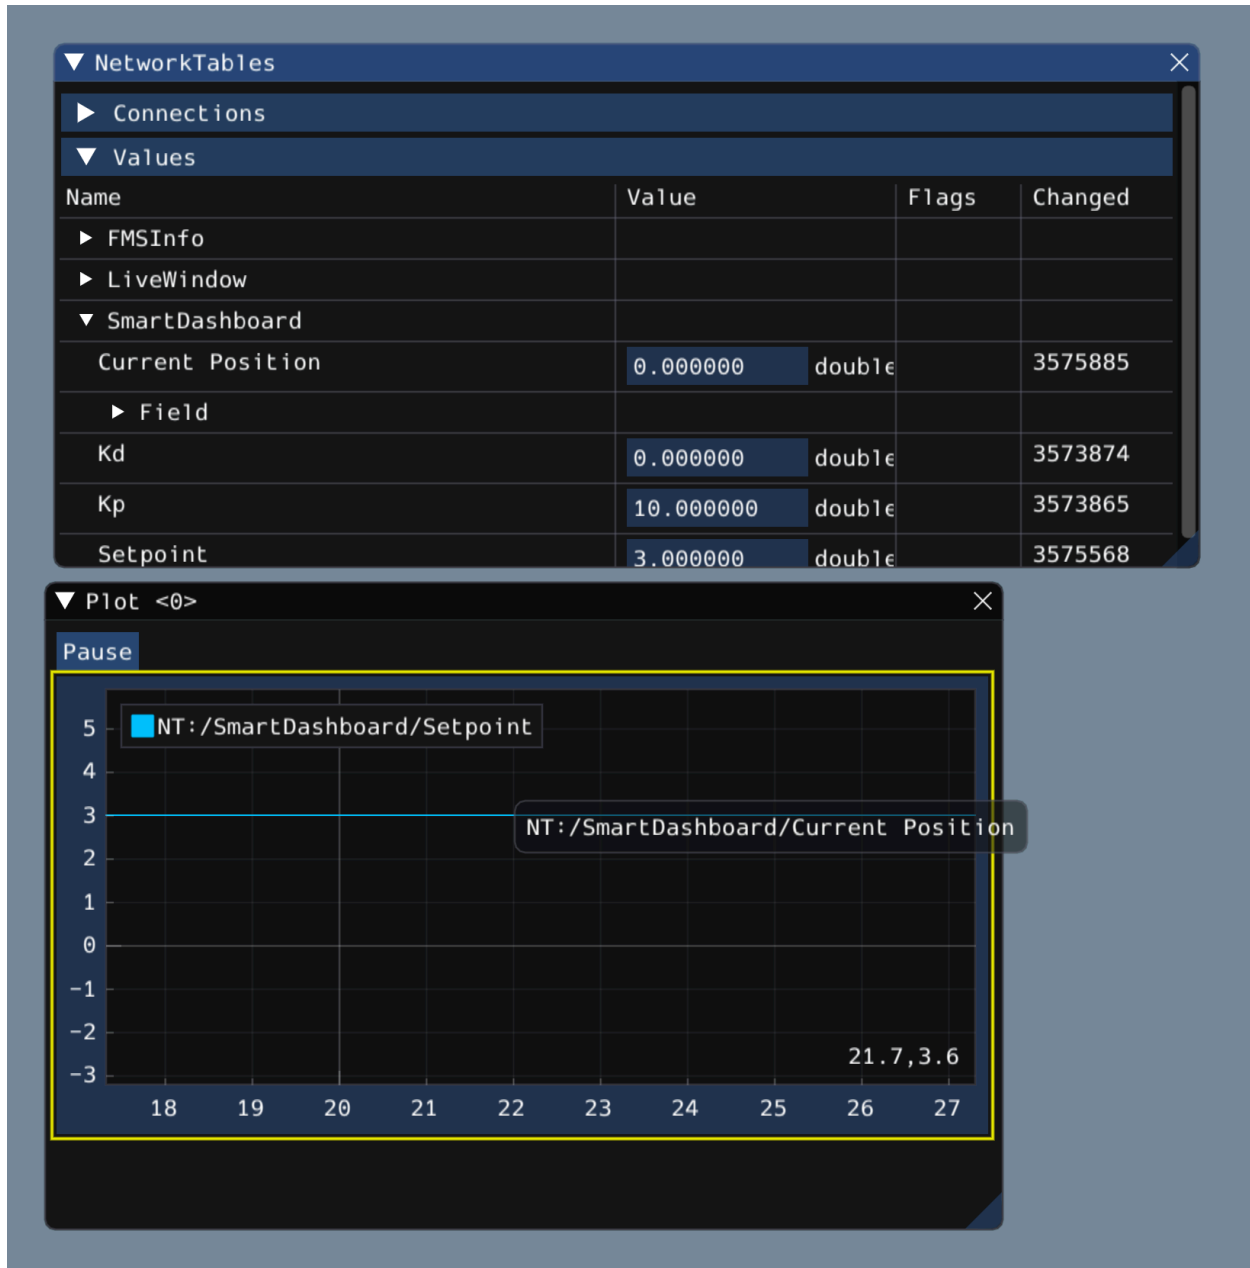 NetworkTables
Connections
Values
Name Value Flags Changed
FMSInfo
LiveWindow
SmartDashboard
Current Position 0.000000 double 3575885
Field
Kd 0.000000 double 3573874
Kp 10.000000 double 3573865
Setpoint 3.000000 double 3575568
Plot <0>
Pause
NT:/SmartDashboard/Setpoint
NT:/SmartDashboard/Current Position
5
4
3
2
1
0
-1
-2
-3
21.7,3.6
18 19 20 21 22 23 24 25 26 27